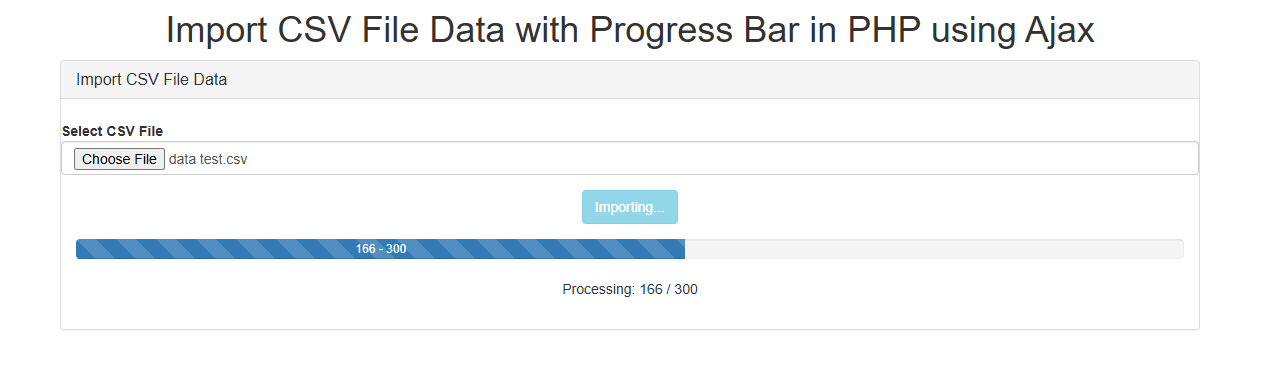 Import CSV File Data with Progress Bar in PHP using Ajax
Import CSV File Data
Select CSV File
Choose File data test.csv
Importing...
166 - 300
Processing: 166 / 300